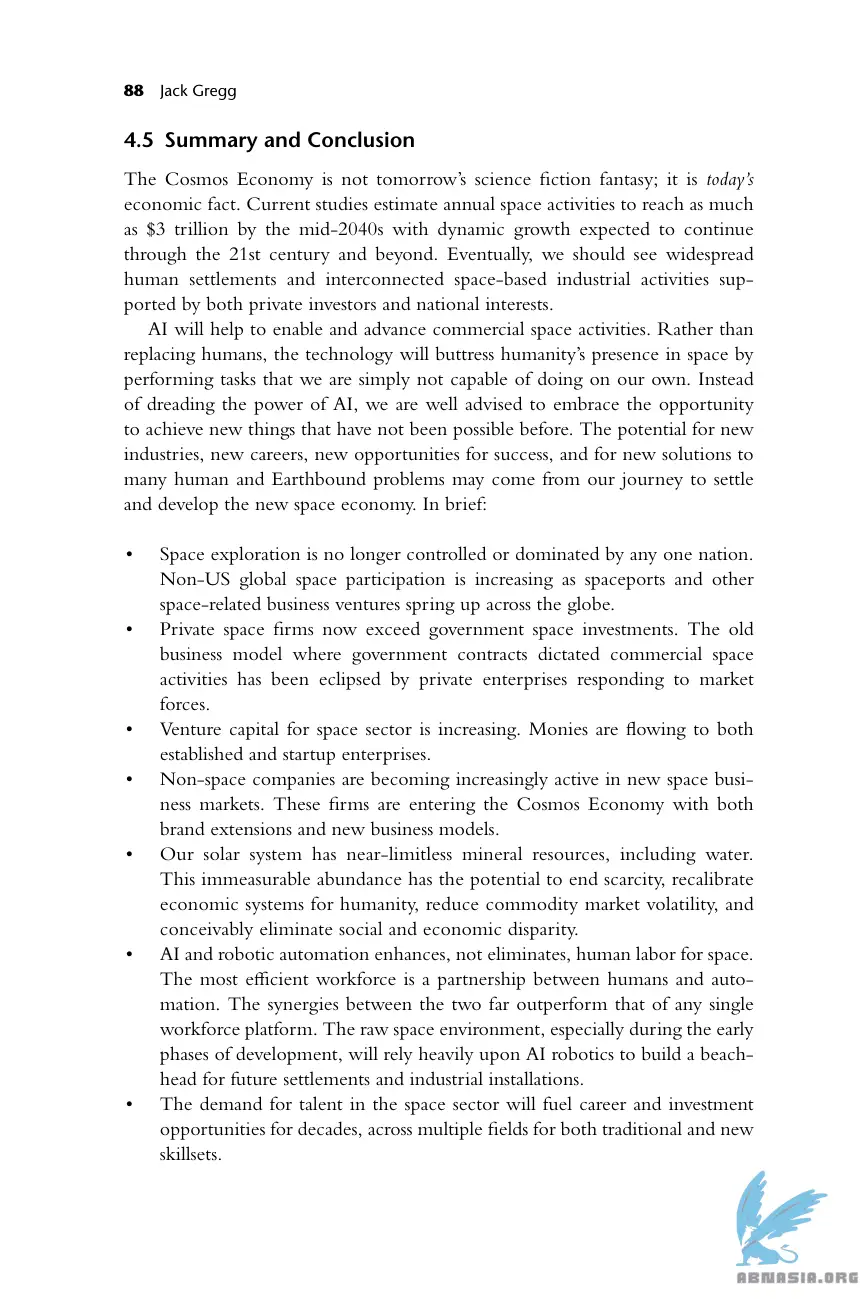 88 Jack Gregg
4.5 Summary and Conclusion
The Cosmos Economy is not tomorrow's science fiction fantasy; it is today's
economic fact. Current studies estimate annual space activities to reach as much
as $3 trillion by the mid-2040s with dynamic growth expected to continue
through the 21st century and beyond. Eventually, we should see widespread
human settlements and interconnected space-based industrial activities sup-
ported by both private investors and national interests.
AI will help to enable and advance commercial space activities. Rather than
replacing humans, the technology will buttress humanity's presence in space by
performing tasks that we are simply not capable of doing on our own. Instead
of dreading the power of AI, we are well advised to embrace the opportunity
to achieve new things that have not been possible before. The potential for new
industries, new careers, new opportunities for success, and for new solutions to
many human and Earthbound problems may come from our journey to settle
and develop the new space economy. In brief:
• Space exploration is no longer controlled or dominated by any one nation.
Non-US global space participation is increasing as spaceports and other
space-related business ventures spring up across the globe.
• Private space firms now exceed government space investments. The old
business model where government contracts dictated commercial space
activities has been eclipsed by private enterprises responding to market
forces.
• Venture capital for space sector is increasing. Monies are flowing to both
established and startup enterprises.
• Non-space companies are becoming increasingly active in new space busi-
ness markets. These firms are entering the Cosmos Economy with both
brand extensions and new business models.
• Our solar system has near-limitless mineral resources, including water.
This immeasurable abundance has the potential to end scarcity, recalibrate
economic systems for humanity, reduce commodity market volatility, and
conceivably eliminate social and economic disparity.
• AI and robotic automation enhances, not eliminates, human labor for space.
The most efficient workforce is a partnership between humans and auto-
mation. The synergies between the two far outperform that of any single
workforce platform. The raw space environment, especially during the early
phases of development, will rely heavily upon AI robotics to build a beach-
head for future settlements and industrial installations.
• The demand for talent in the space sector will fuel career and investment
opportunities for decades, across multiple fields for both traditional and new
skillsets.
ABNASIA.ORG